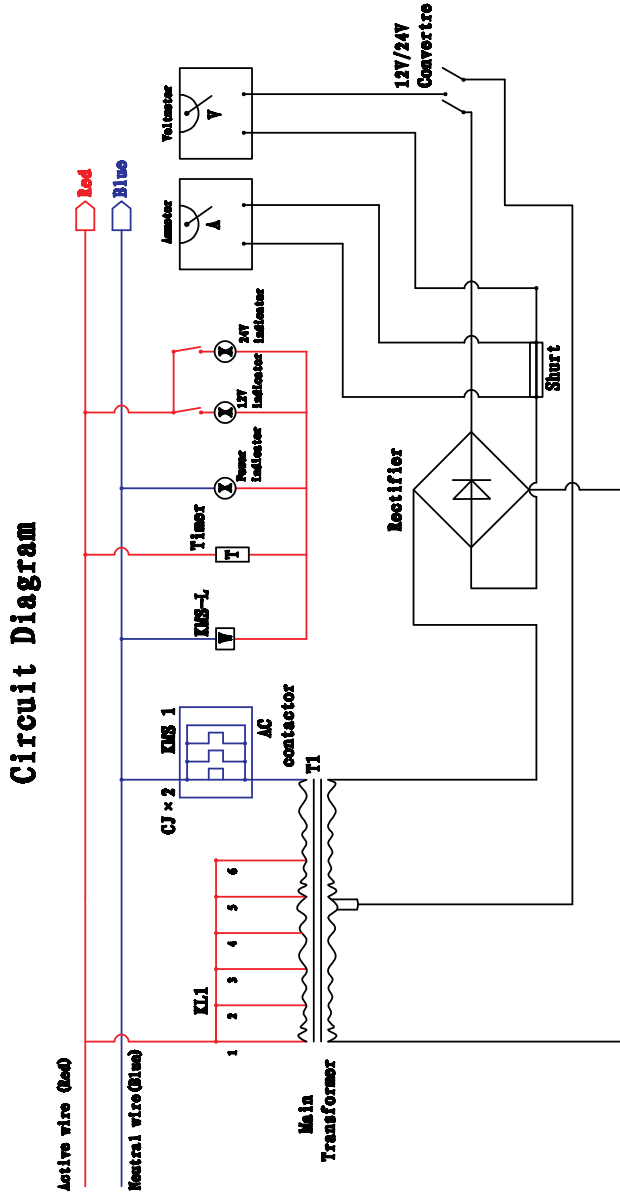 Circuit Diagram
Active wire (Red)
Neutral wire(Blue)
Red
Blue
KL1
1
2
3
4
5
6
CJ × 2
KMS 1
AC
contactor
KMS-L
W
Timer
T
Power
indicator
12V
indicator
24V
indicator
Ammeter
A
Voltmeter
V
Main
Transformer
T1
Rectifier
Shurt
12V/24V
Convertre